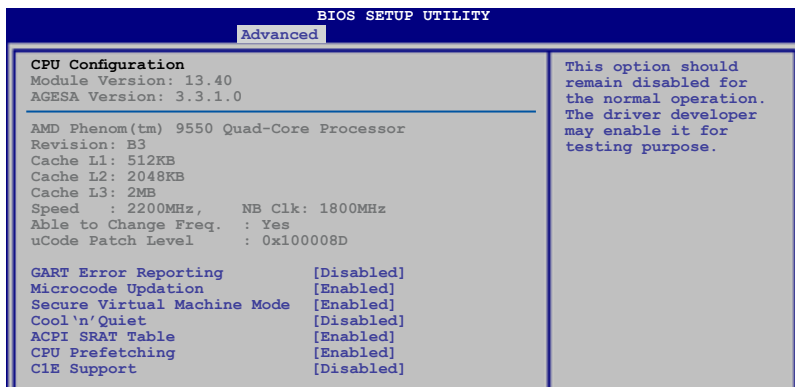 BIOS SETUP UTILITY
Advanced
CPU Configuration
Module Version: 13.40
AGESA Version: 3.3.1.0
AMD Phenom(tm) 9550 Quad-Core Processor
Revision: B3
Cache L1: 512KB
Cache L2: 2048KB
Cache L3: 2MB
Speed : 2200MHz, NB Clk: 1800MHz
Able to Change Freq. : Yes
uCode Patch Level : 0x100008D
GART Error Reporting [Disabled]
Microcode Updation [Enabled]
Secure Virtual Machine Mode [Enabled]
Cool‘n’Quiet [Disabled]
ACPI SRAT Table [Enabled]
CPU Prefetching [Enabled]
C1E Support [Disabled]
This option should
remain disabled for
the normal operation.
The driver developer
may enable it for
testing purpose.